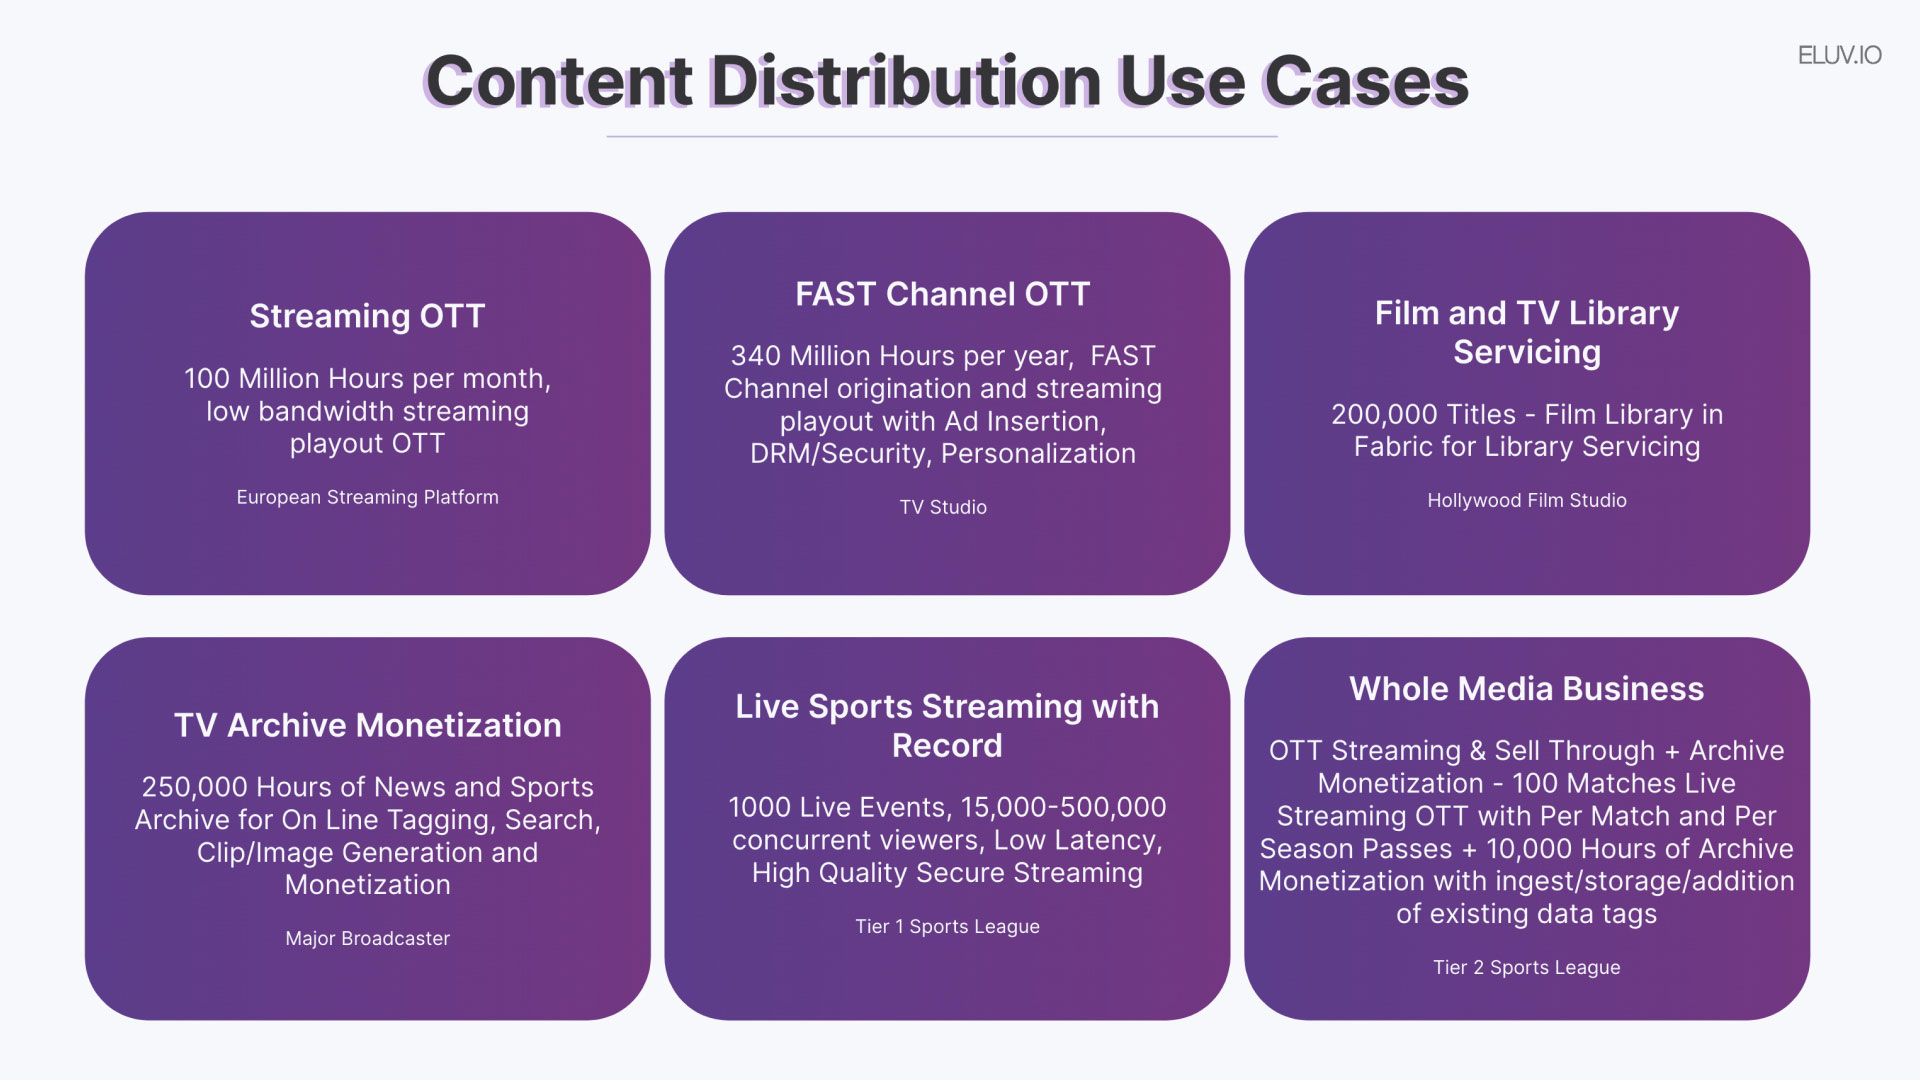 Content Distribution Use Cases
ELUV.IO
Streaming OTT
100 Million Hours per month,
low bandwidth streaming
playout OTT
European Streaming Platform
FAST Channel OTT
340 Million Hours per year,  FAST
Channel origination and streaming
playout with Ad Insertion,
DRM/Security, Personalization
TV Studio
Film and TV Library
Servicing
200,000 Titles - Film Library in
Fabric for Library Servicing
Hollywood Film Studio
TV Archive Monetization
250,000 Hours of News and Sports
Archive for On Line Tagging, Search,
Clip/Image Generation and
Monetization
Major Broadcaster
Live Sports Streaming with
Record
1000 Live Events, 15,000-500,000
concurrent viewers, Low Latency,
High Quality Secure Streaming
Tier 1 Sports League
Whole Media Business
OTT Streaming & Sell Through + Archive
Monetization - 100 Matches Live
Streaming OTT with Per Match and Per
Season Passes + 10,000 Hours of Archive
Monetization with ingest/storage/addition
of existing data tags
Tier 2 Sports League